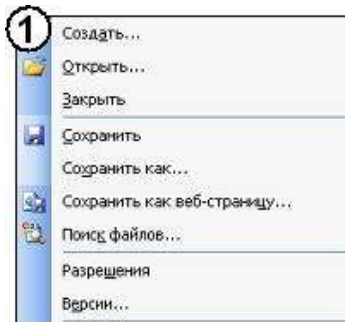 1
Создать...
Открыть...
Закрыть
Сохранить
Сохранить как...
Сохранить как веб-страницу...
Поиск файлов...
Разрешения
Версии...